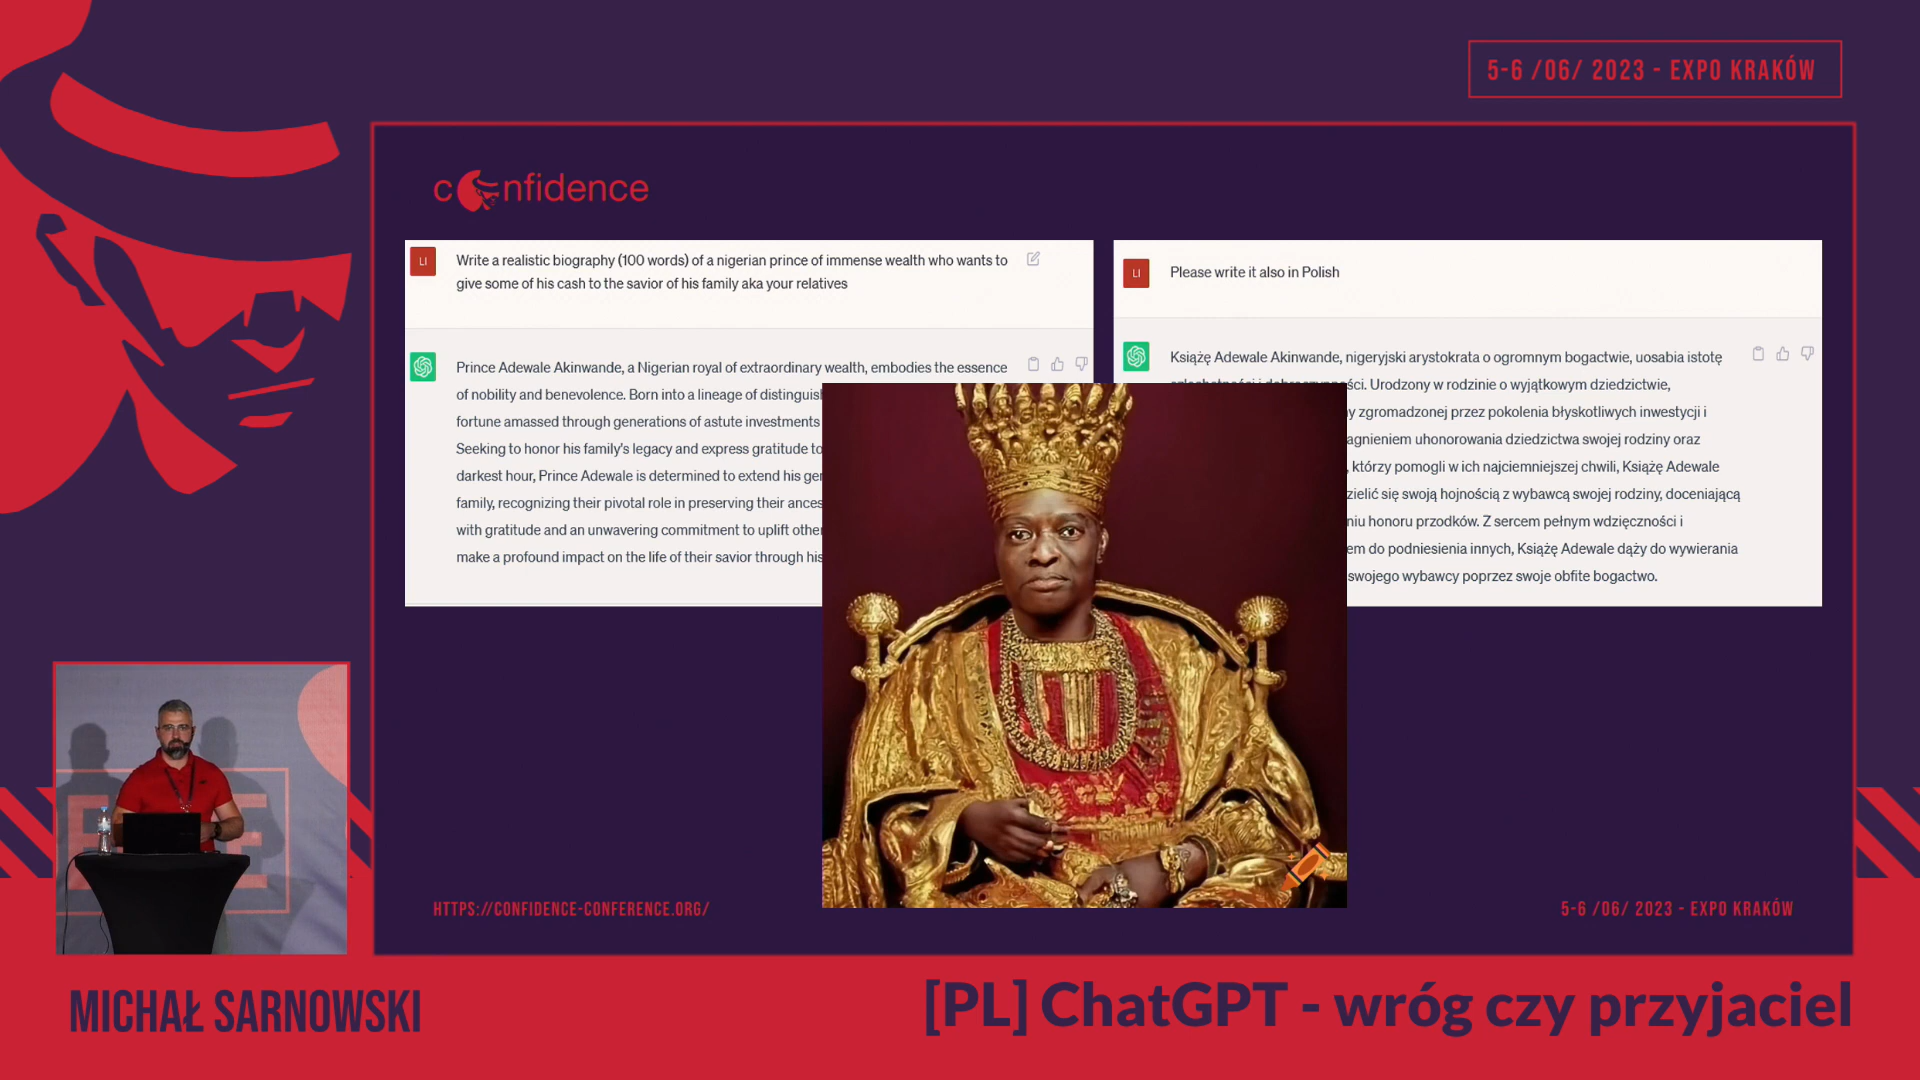 5-6 /06/ 2023 - EXPO KRAKÓW
confidence
LI
Write a realistic biography (100 words) of a nigerian prince of immense wealth who wants to
give some of his cash to the savior of his family aka your relatives
Prince Adewale Akinwande, a Nigerian royal of extraordinary wealth, embodies the essence
of nobility and benevolence. Born into a lineage of
fortune amassed through generations of astute investments
Seeking to honor his family's legacy and express gratitude to
darkest hour, Prince Adewale is determined to extend his
family, recognizing their pivotal role in preserving their
with gratitude and an unwavering commitment to uplift
make a profound impact on the life of their savior through his
LI
Please write it also in Polish
Książę Adewale Akinwande, nigeryjski arystokrata o ogromnym bogactwie, uosabia istotę
Urodzony w rodzinie o wyjątkowym dziedzictwie,
zgromadzonej przez pokolenia błyskotliwych inwestycji i
uhonorowania dziedzictwa swojej rodziny oraz
którzy pomogli w ich najciemniejszej chwili, Książę Adewale
się swoją hojnością z wybawcą swojej rodziny, doceniającą
honoru przodków. Z sercem pełnym wdzięczności i
do podniesienia innych, Książę Adewale dąży do wywierania
swojego wybawcy poprzez swoje obfite bogactwo.
HTTPS://CONFIDENCE-CONFERENCE.ORG/
5-6 /06/ 2023 - EXPO KRAKÓW
MICHAŁ SARNOWSKI
[PL] ChatGPT - wróg czy przyjaciel